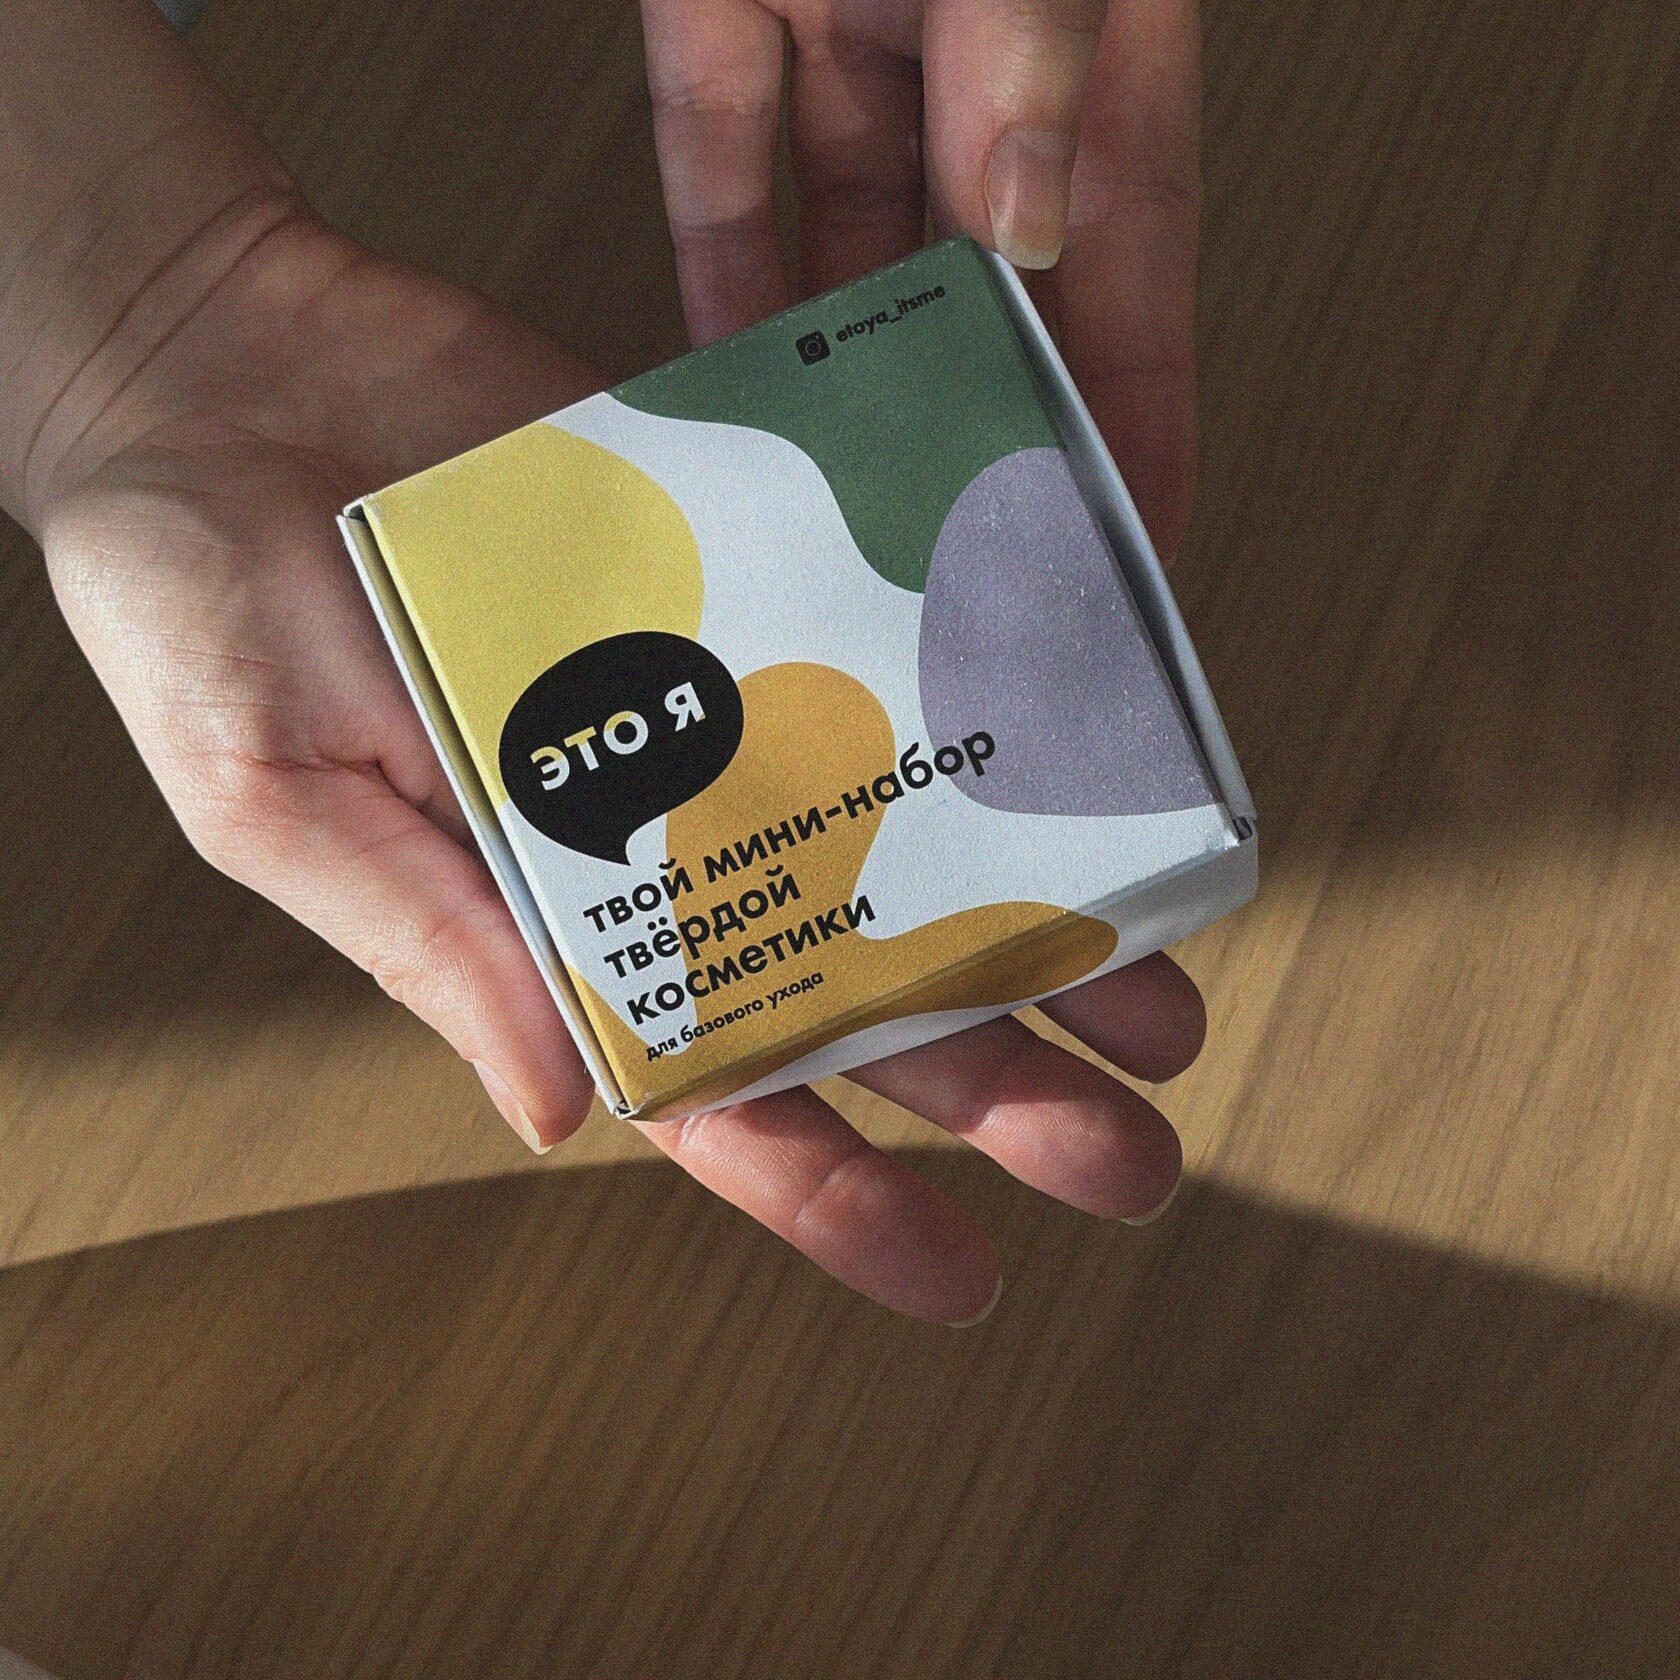 etoya_itsme
ЭТО Я
твой мини-набор
твёрдой
косметики
для базового ухода